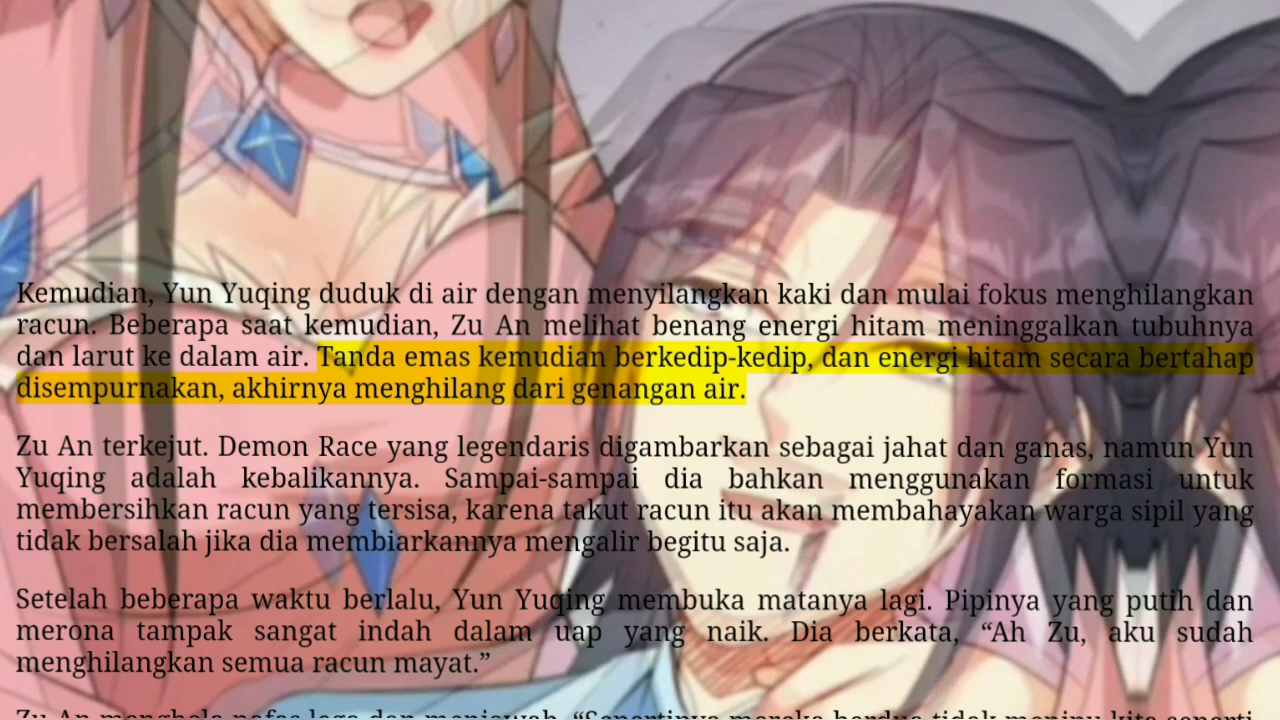 Kemudian, Yun Yuqing duduk di air dengan menyilangkan kaki dan mulai fokus menghilangkan
racun. Beberapa saat kemudian, Zu An melihat benang energi hitam meninggalkan tubuhnya
dan larut ke dalam air. Tanda emas kemudian berkedip-kedip, dan energi hitam secara bertahap
disempurnakan, akhirnya menghilang dari genangan air.
Zu An terkejut. Demon Race yang legendaris digambarkan sebagai jahat dan ganas, namun Yun
Yuqing adalah kebalikannya. Sampai-sampai dia bahkan menggunakan formasi untuk
membersihkan racun yang tersisa, karena takut racun itu akan membahayakan warga sipil yang
tidak bersalah jika dia membiarkannya mengalir begitu saja.
Setelah beberapa waktu berlalu, Yun Yuqing membuka matanya lagi. Pipinya yang putih dan
merona tampak sangat indah dalam uap yang naik. Dia berkata, “Ah Zu, aku sudah
menghilangkan semua racun mayat.”